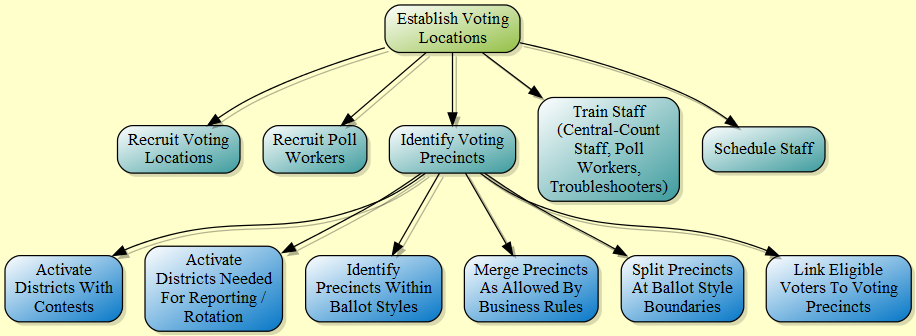 Establish Voting
Locations
Recruit Voting
Locations
Recruit Poll
Workers
Identify Voting
Precincts
Train Staff
(Central-Count
Staff, Poll
Workers,
Troubleshooters)
Schedule Staff
Activate
Districts With
Contests
Activate
Districts Needed
For Reporting /
Rotation
Identify
Precincts Within
Ballot Styles
Merge Precincts
As Allowed By
Business Rules
Split Precincts
At Ballot Style
Boundaries
Link Eligible
Voters To Voting
Precincts